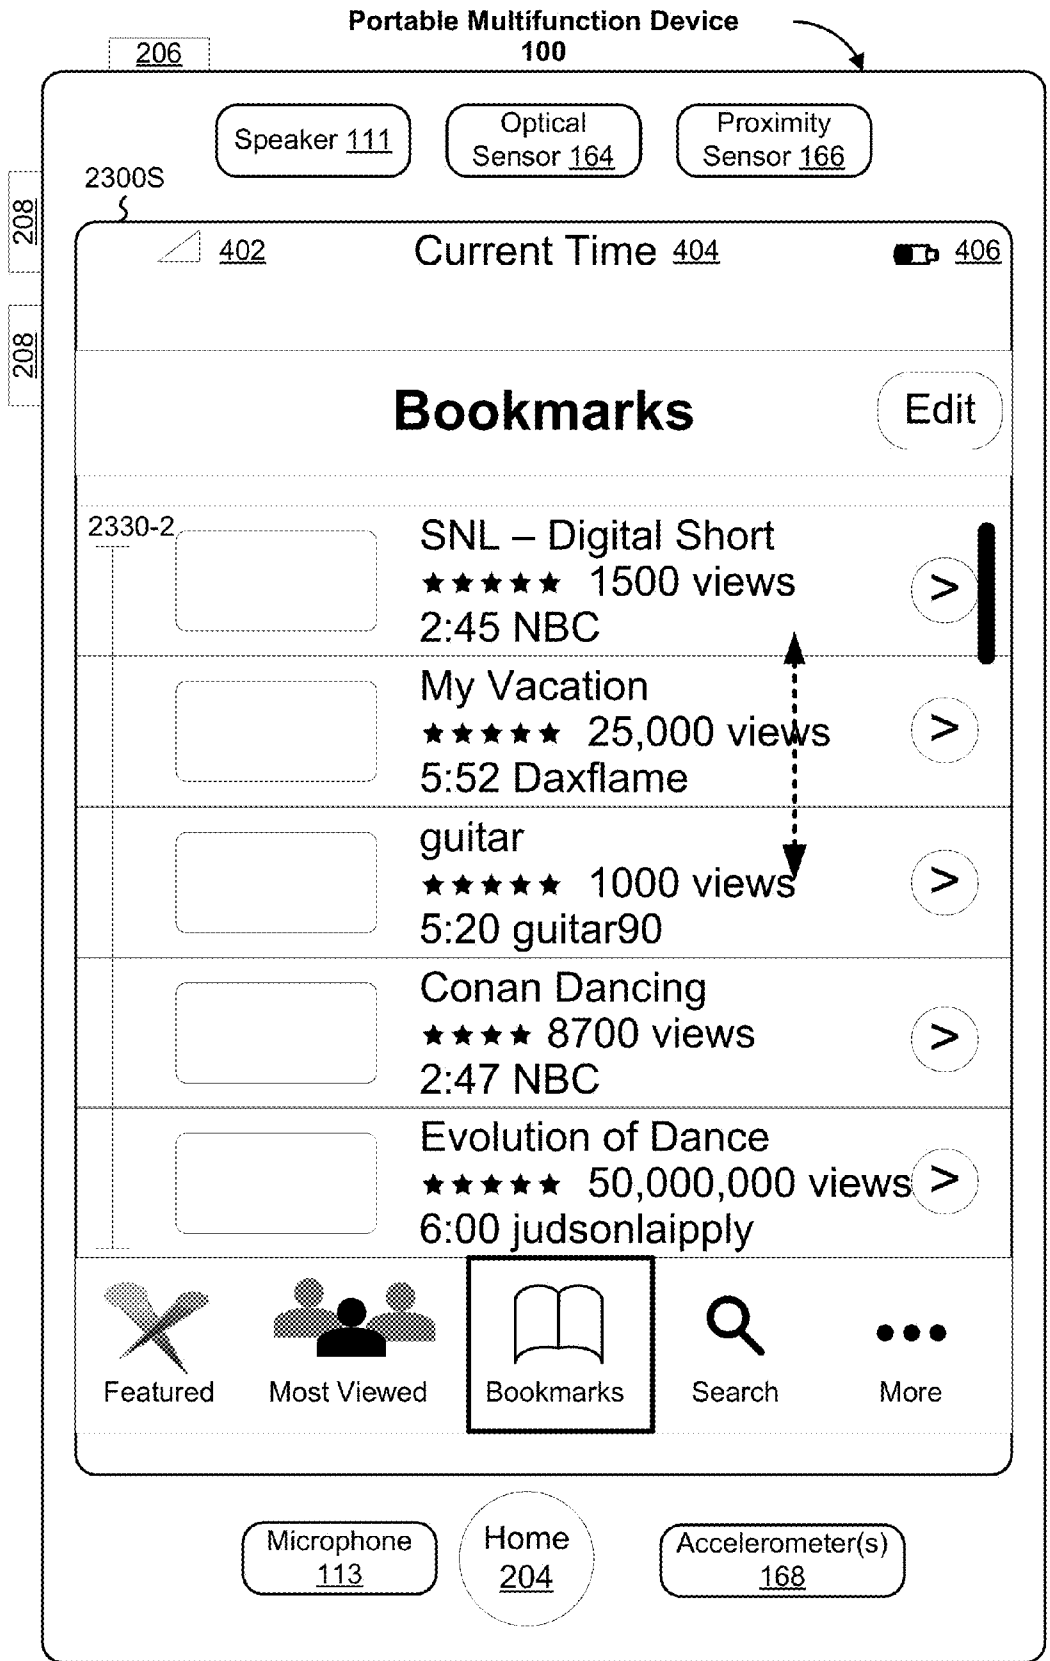 Portable Multifunction Device
100
206
Speaker 111
Optical
Sensor 164
Proximity
Sensor 166
2300S
208
208
402
Current Time 404
406
Bookmarks
Edit
2330-2
SNL – Digital Short
★★★★★ 1500 views
2:45 NBC
>
My Vacation
★★★★★ 25,000 views
5:52 Daxflame
>
guitar
★★★★★ 1000 views
5:20 guitar90
>
Conan Dancing
★★★★ 8700 views
2:47 NBC
>
Evolution of Dance
★★★★★ 50,000,000 views
6:00 judsonlaipply
>
Featured
Most Viewed
Bookmarks
Search
More
Microphone
113
Home
204
Accelerometer(s)
168